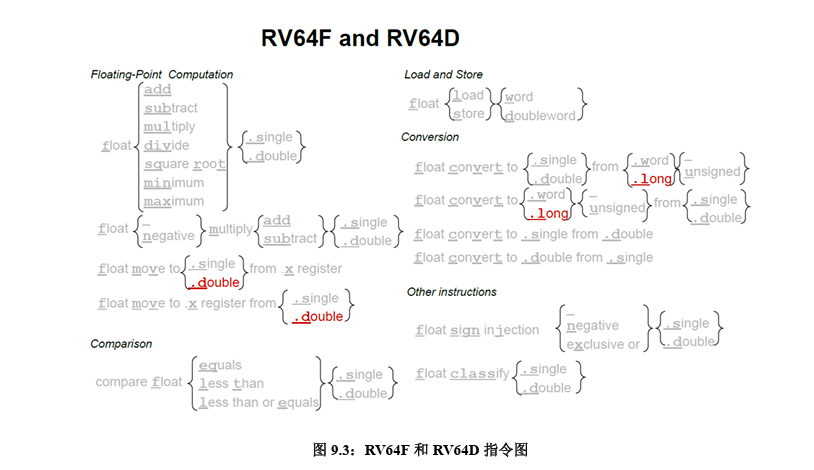 RV64F and RV64D
Floating-Point Computation
float
add
subtract
multiply
divide
square root
minimum
maximum
.single
.double
float
–
negative
multiply
add
subtract
.single
.double
float move to
.single
.double
from .x register
float move to .x register from
.single
.double
Comparison
compare float
equals
less than
less than or equals
.single
.double
Load and Store
float
load
store
word
doubleword
Conversion
float convert to
.single
.double
from
.word
.long
–
unsigned
float convert to
.word
.long
–
unsigned
from
.single
.double
float convert to .single from .double
float convert to .double from .single
Other instructions
float sign injection
–
negative
exclusive or
.single
.double
float classify
.single
.double
图 9.3：RV64F 和 RV64D 指令图